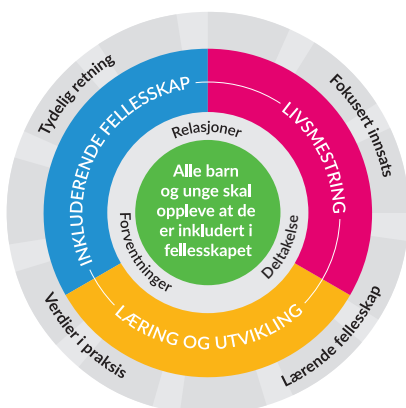 Tydelig retning
Fokusert innsats
INKLUDERENDE FELLESSKAP
LIVSMESTRING
Relasjoner
Alle barn
og unge skal
oppleve at de
er inkludert i
fellesskapet
Forventninger
Deltakelse
LÆRING OG UTVIKLING
Verdier i praksis
Lærende fellesskap